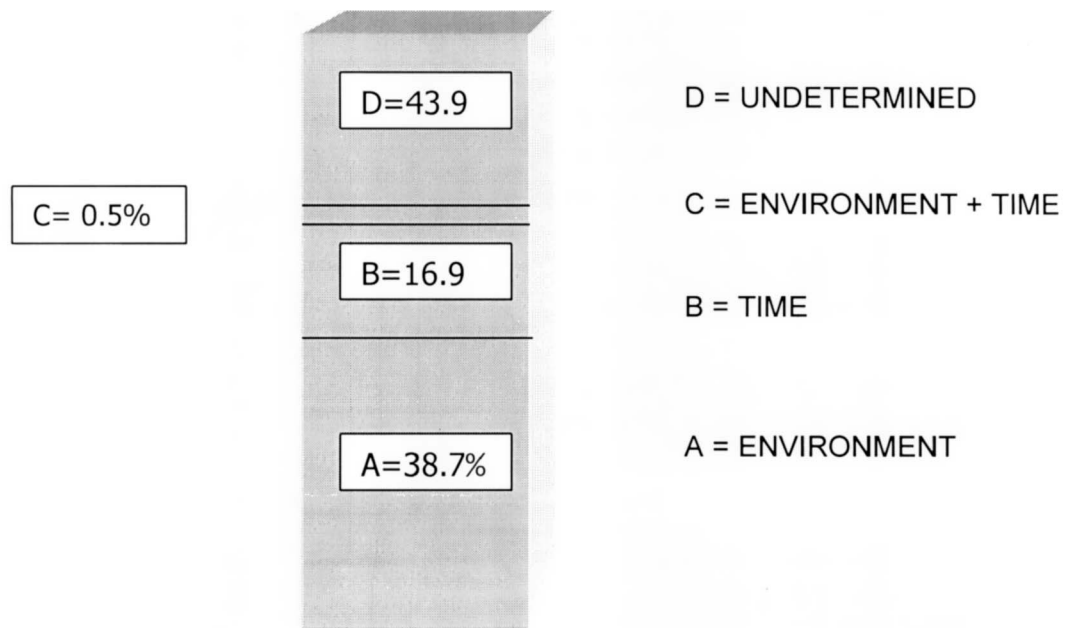 D=43.9
D = UNDETERMINED
C= 0.5%
C = ENVIRONMENT + TIME
B=16.9
B = TIME
A=38.7%
A = ENVIRONMENT